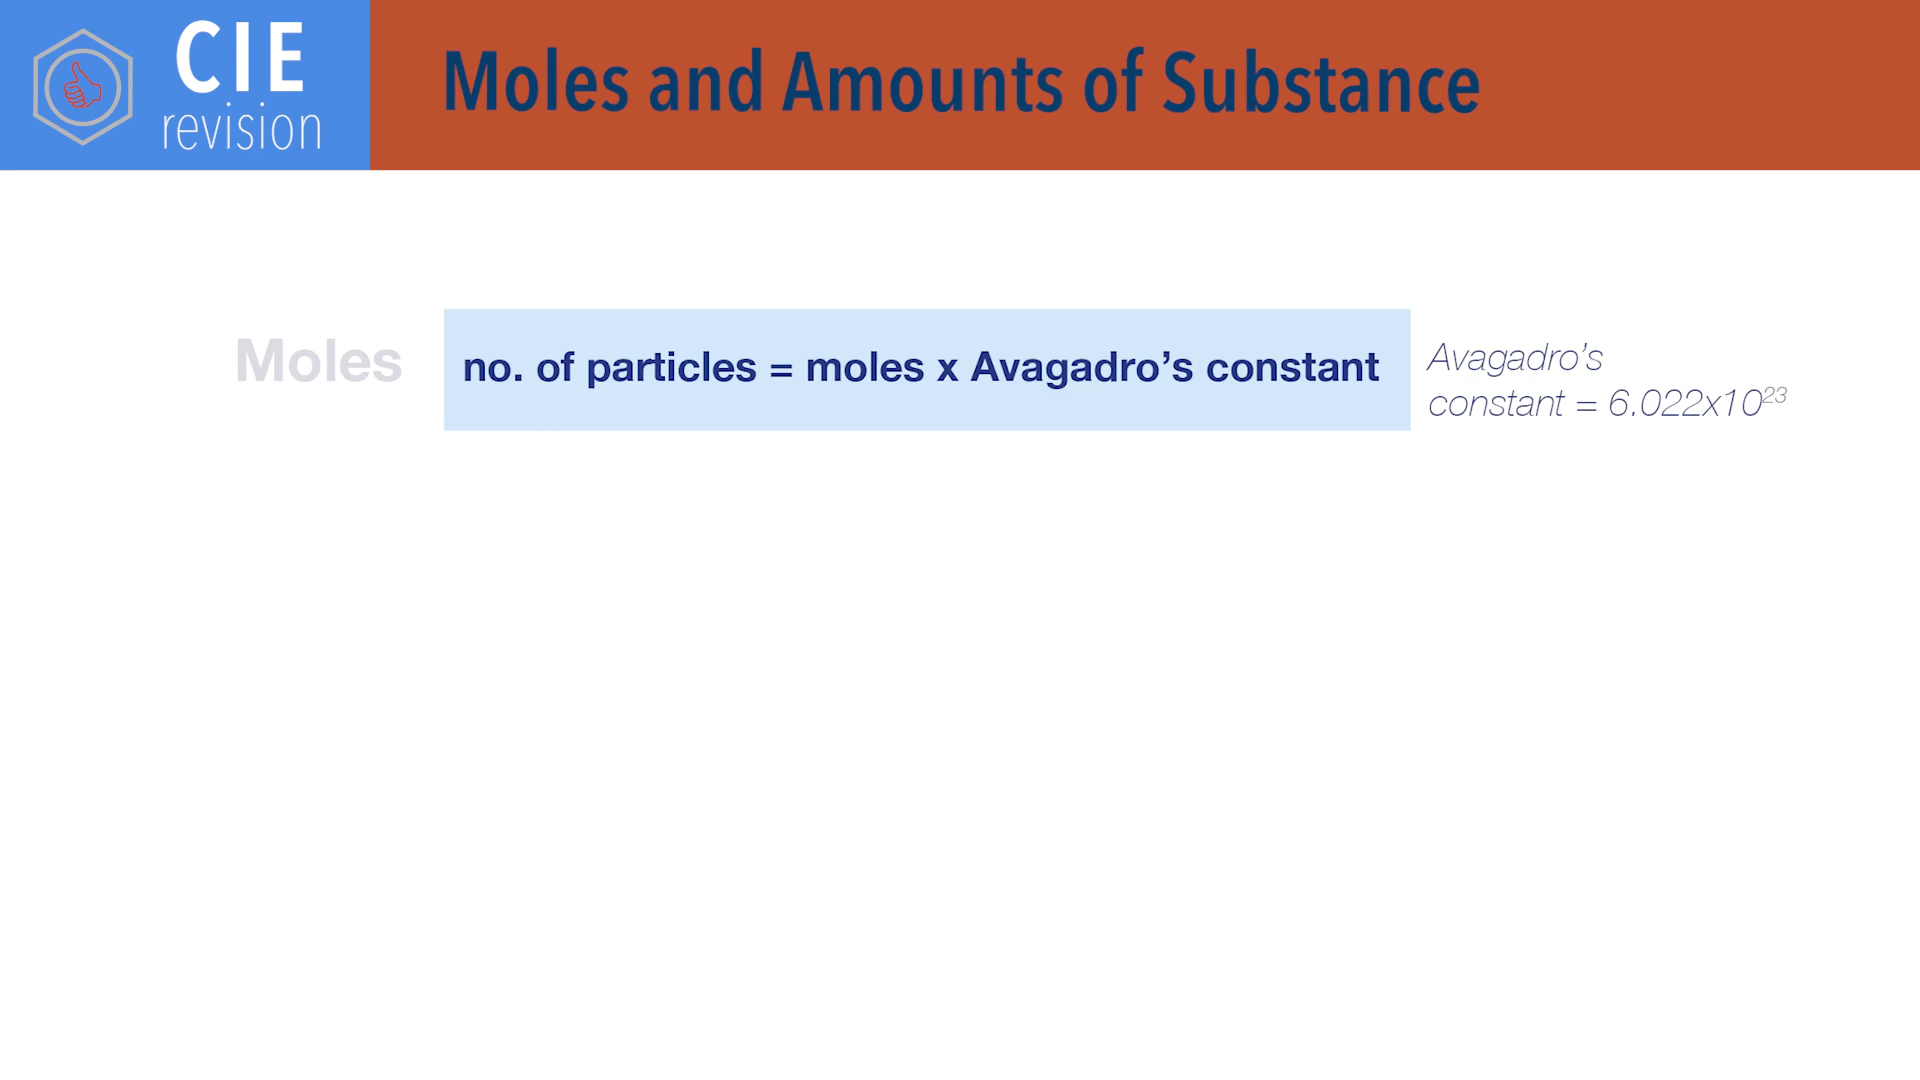 CIE
revision
Moles and Amounts of Substance
Moles
no. of particles = moles x Avagadro’s constant
Avagadro’s
constant = 6.022x10²³